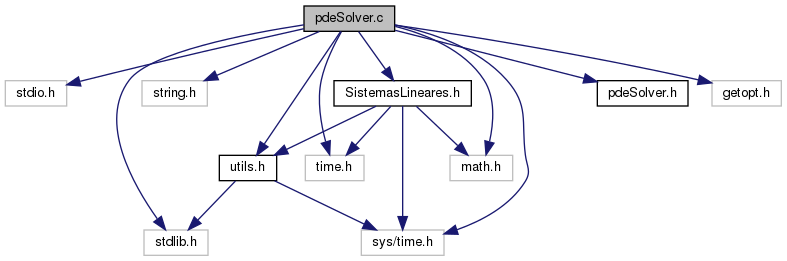 pdeSolver.c
stdio.h
string.h
SistemasLineares.h
pdeSolver.h
getopt.h
utils.h
time.h
math.h
stdlib.h
sys/time.h